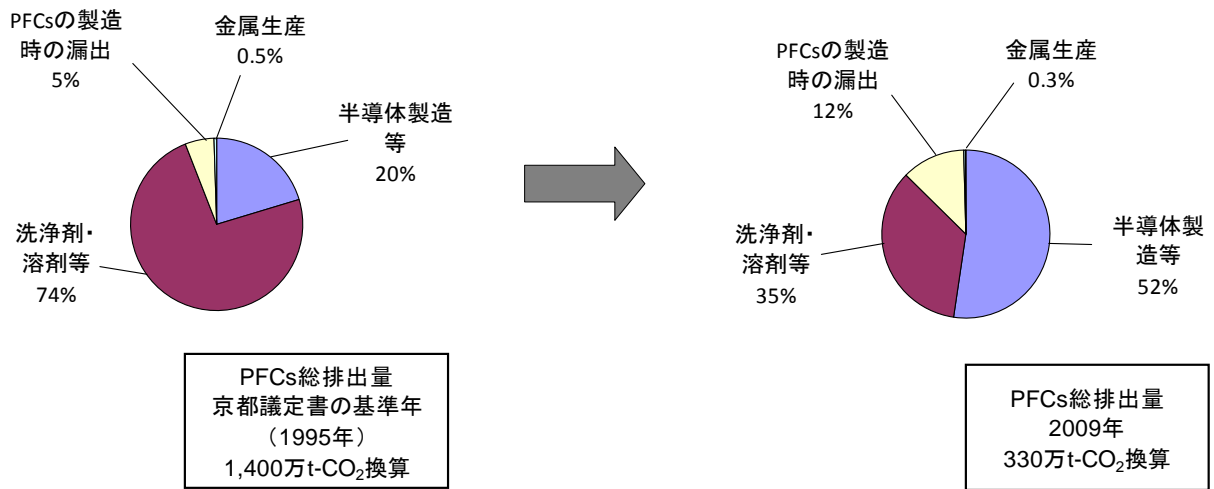 PFCsの製造
時の漏出
5%
金属生産
0.5%
半導体製造
等
20%
洗浄剤・
溶剤等
74%
PFCs総排出量
京都議定書の基準年
（1995年）
1,400万t-CO₂換算
PFCsの製造
時の漏出
12%
金属生産
0.3%
半導体製
造等
52%
洗浄剤・
溶剤等
35%
PFCs総排出量
2009年
330万t-CO₂換算